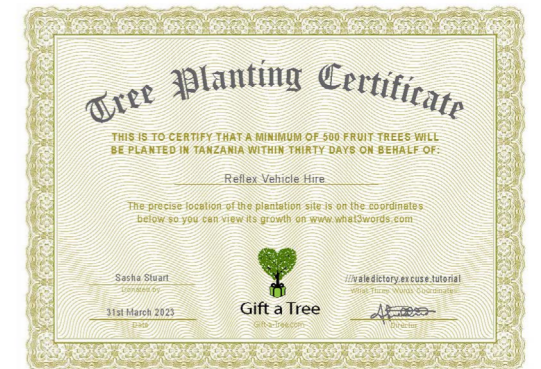 Tree Planting Certificate
THIS IS TO CERTIFY THAT A MINIMUM OF 500 FRUIT TREES WILL
BE PLANTED IN TANZANIA WITHIN THIRTY DAYS ON BEHALF OF:
Reflex Vehicle Hire
The precise location of the plantation site is on the coordinates
below so you can view its growth on www.what3words.com
Sasha Stuart
Donated by
///valedictory.excuse.tutorial
What Three Words Coordinates
31st March 2023
Date
Gift a Tree
Gift-a-Tree.com
Director